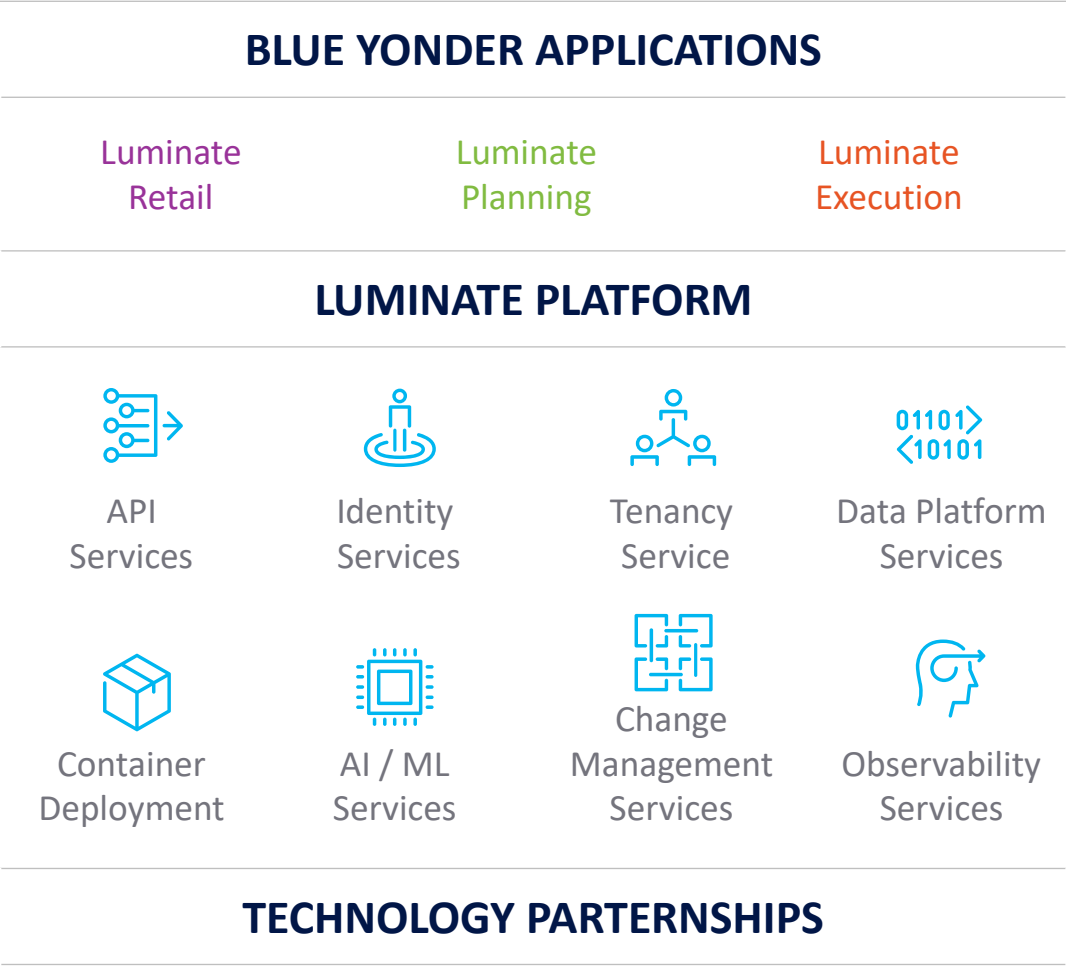 BLUE YONDER APPLICATIONS
Luminate
Retail
Luminate
Planning
Luminate
Execution
LUMINATE PLATFORM
01101>
<10101
API
Services
Identity
Services
Tenancy
Service
Data Platform
Services
Container
Deployment
AI / ML
Services
Change
Management
Services
Observability
Services
TECHNOLOGY PARTERNSHIPS